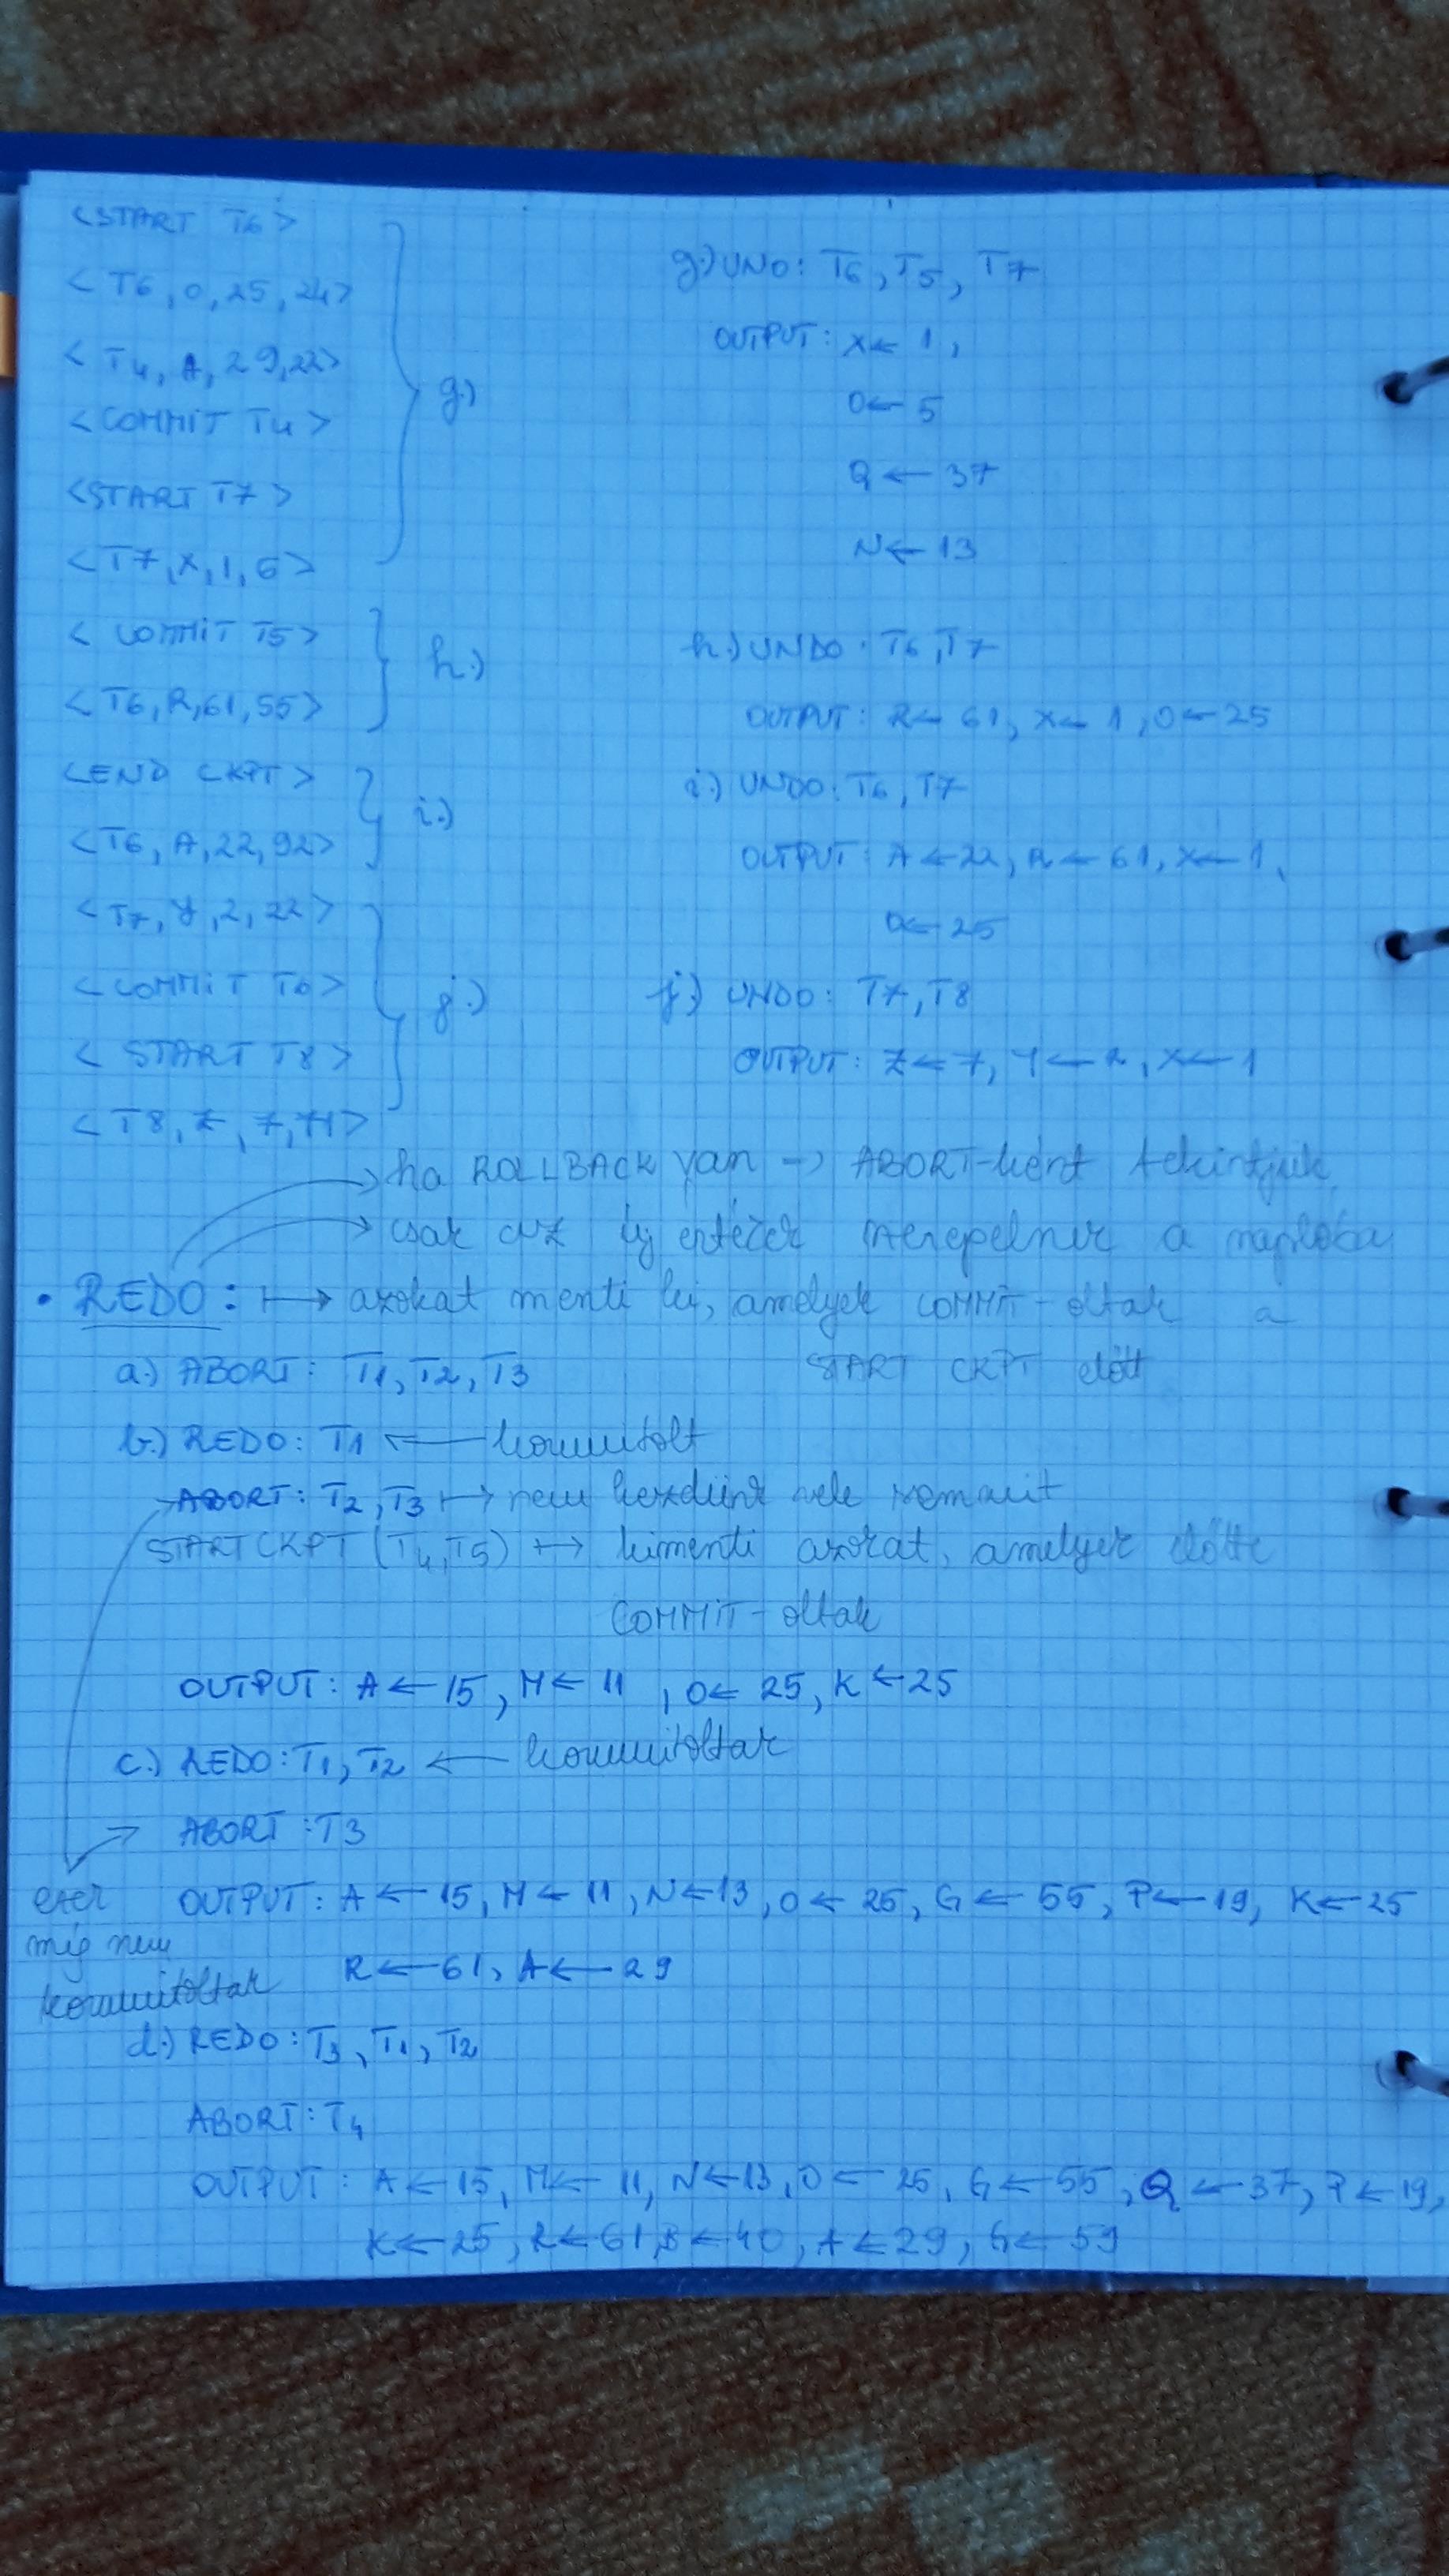 <START T6>
<T6, O, 25, 24>
<T4, A, 29, 22>
<COMMIT T4>
<START T7>
<T7, X, 1, 6>
g.)
<COMMIT T5>
<T6, R, 61, 55>
h.)
<END CKPT>
<T6, A, 22, 92>
i.)
<T7, Y, 2, 22>
<COMMIT T6>
<START T8>
<T8, Z, 7, 71>
j.)
g.) UNO: T6, T5, T7
OUTPUT: X ← 1,
O ← 5
Q ← 37
N ← 13
h.) UNDO: T6, T7
OUTPUT: R ← 61, X ← 1, O ← 25
i.) UNDO: T6, T7
OUTPUT: A ← 22, R ← 61, X ← 1,
O ← 25
j.) UNDO: T7, T8
OUTPUT: Z ← 7, Y ← 2, X ← 1
→ ha ROLLBACK van → ABORT-ként tekintjük
→ csak az új értékek szerepelnek a naplóba
• REDO: ↦ azokat menti ki, amelyek COMMIT-oltak a
START CKPT előtt
a.) ABORT: T1, T2, T3
b.) REDO: T1 ← kommitolt
ABORT: T2, T3 ↦ nem kezdünk vele semmit
START CKPT (T4, T5) ↦ kimenti azokat, amelyek előtte
COMMIT-oltak
OUTPUT: A ← 15, M ← 11, O ← 25, K ← 25
c.) REDO: T1, T2 ← kommitoltak
ABORT: T3
OUTPUT: A ← 15, M ← 11, N ← 13, O ← 25, G ← 55, P ← 19, K ← 25
R ← 61, A ← 29
ezek
míg nem
kommitoltak
d.) REDO: T3, T1, T2
ABORT: T4
OUTPUT: A ← 15, M ← 11, N ← 13, O ← 25, G ← 55, Q ← 37, P ← 19,
K ← 25, R ← 61, B ← 40, A ← 29, G ← 59